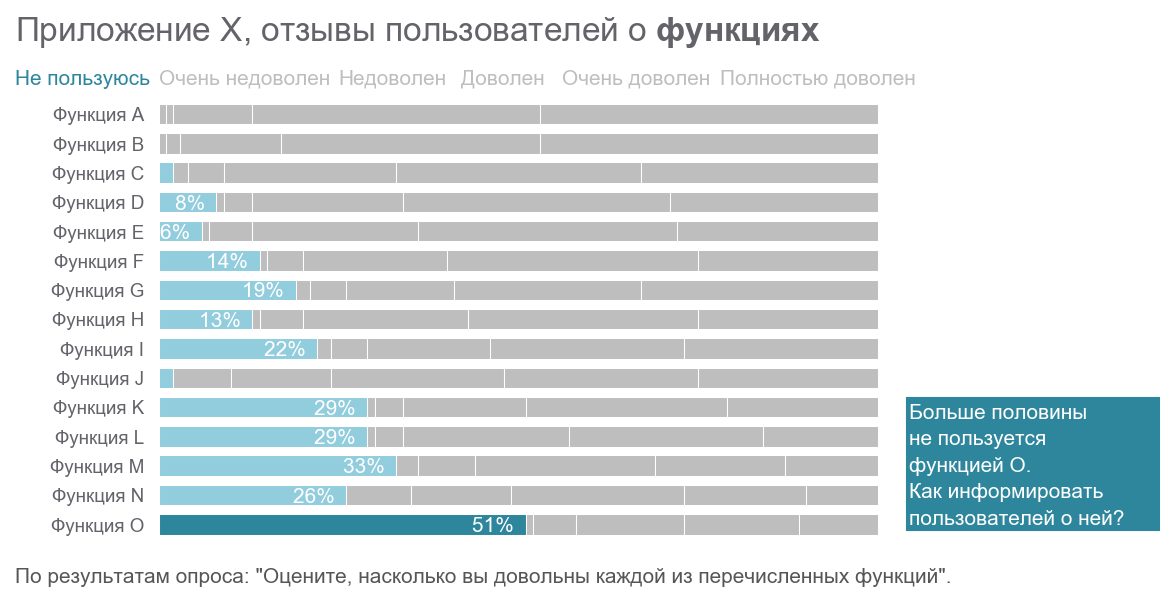 Приложение X, отзывы пользователей о функциях
Не пользуюсь Очень недоволен Недоволен Доволен Очень доволен Полностью доволен
Функция A
Функция B
Функция C
Функция D 8%
Функция E 6%
Функция F 14%
Функция G 19%
Функция H 13%
Функция I 22%
Функция J
Функция K 29%
Функция L 29%
Функция M 33%
Функция N 26%
Функция O 51%
Больше половины
не пользуется
функцией O.
Как информировать
пользователей о ней?
По результатам опроса: "Оцените, насколько вы довольны каждой из перечисленных функций".